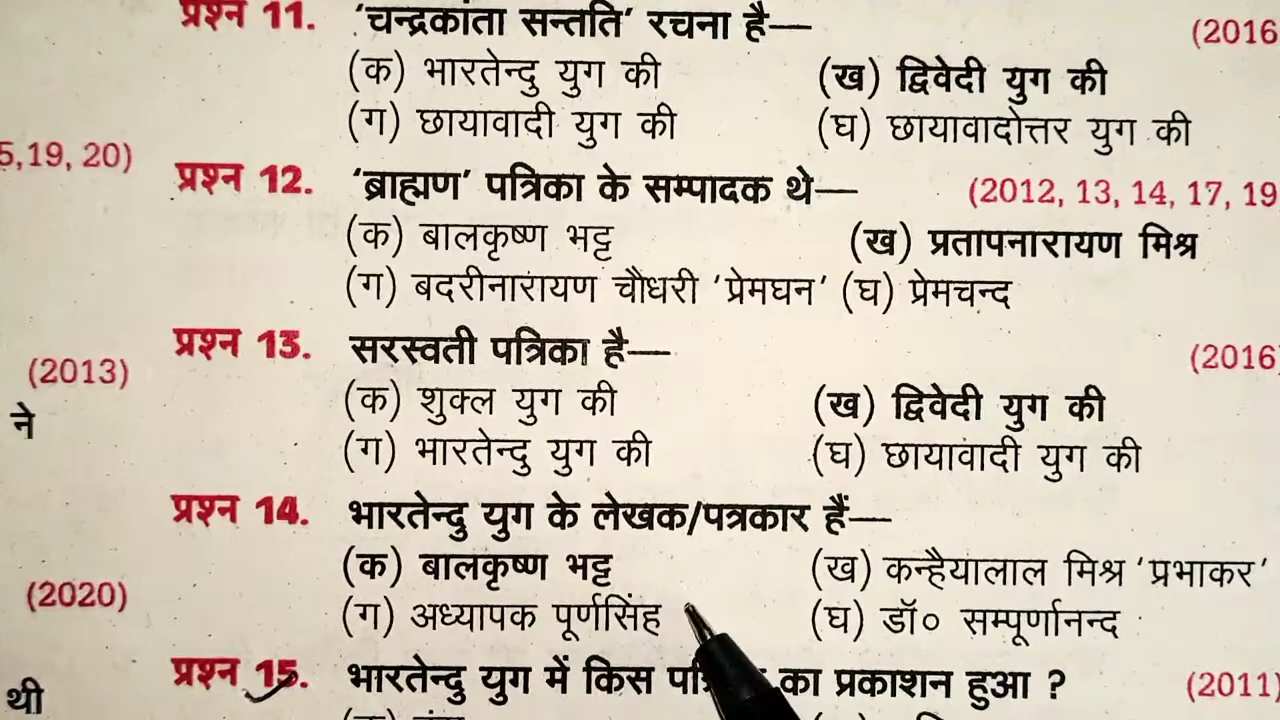 प्रश्न 11. 'चन्द्रकांता सन्तति' रचना है— (2016
(क) भारतेन्दु युग की (ख) द्विवेदी युग की
(ग) छायावादी युग की (घ) छायावादोत्तर युग की
5,19, 20)
प्रश्न 12. 'ब्राह्मण' पत्रिका के सम्पादक थे— (2012, 13, 14, 17, 19
(क) बालकृष्ण भट्ट (ख) प्रतापनारायण मिश्र
(ग) बदरीनारायण चौधरी 'प्रेमघन' (घ) प्रेमचन्द
प्रश्न 13. सरस्वती पत्रिका है— (2016)
(2013)
(क) शुक्ल युग की (ख) द्विवेदी युग की
ने
(ग) भारतेन्दु युग की (घ) छायावादी युग की
प्रश्न 14. भारतेन्दु युग के लेखक/पत्रकार हैं—
(क) बालकृष्ण भट्ट (ख) कन्हैयालाल मिश्र 'प्रभाकर'
(2020)
(ग) अध्यापक पूर्णसिंह (घ) डॉ० सम्पूर्णानन्द
प्रश्न 15. भारतेन्दु युग में किस का प्रकाशन हुआ ? (2011)
थी